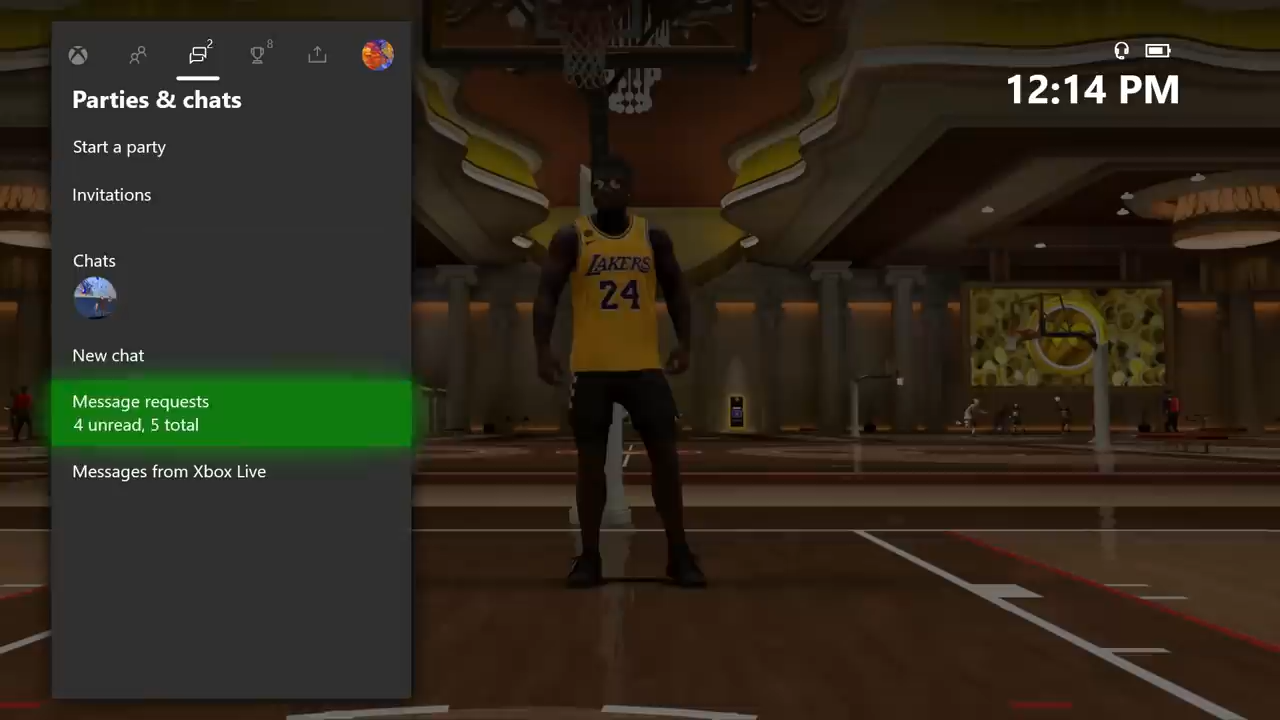 2
8
Parties & chats
Start a party
Invitations
Chats
New chat
Message requests
4 unread, 5 total
Messages from Xbox Live
12:14 PM
LAKERS
24